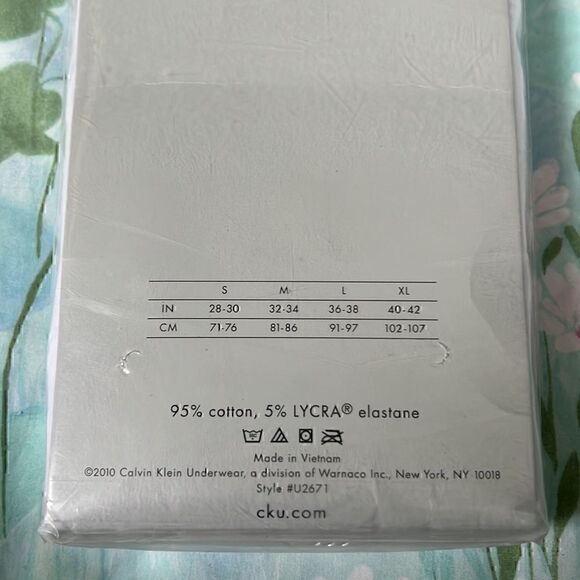 S M L XL
IN 28-30 32-34 36-38 40-42
CM 71-76 81-86 91-97 102-107
95% cotton, 5% LYCRA® elastane
Made in Vietnam
©2010 Calvin Klein Underwear, a division of Warnaco Inc., New York, NY 10018
Style #U2671
cku.com